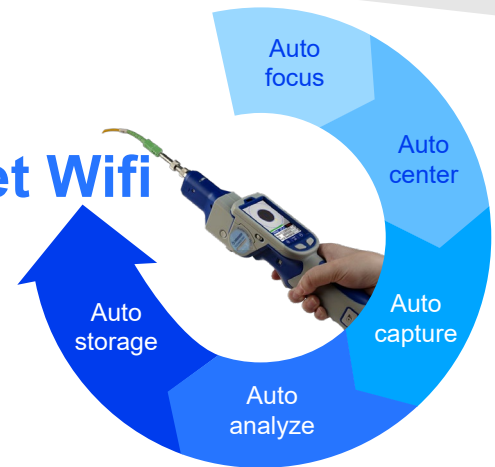 Auto
focus
Auto
center
et Wifi
Auto
capture
Auto
storage
Auto
analyze